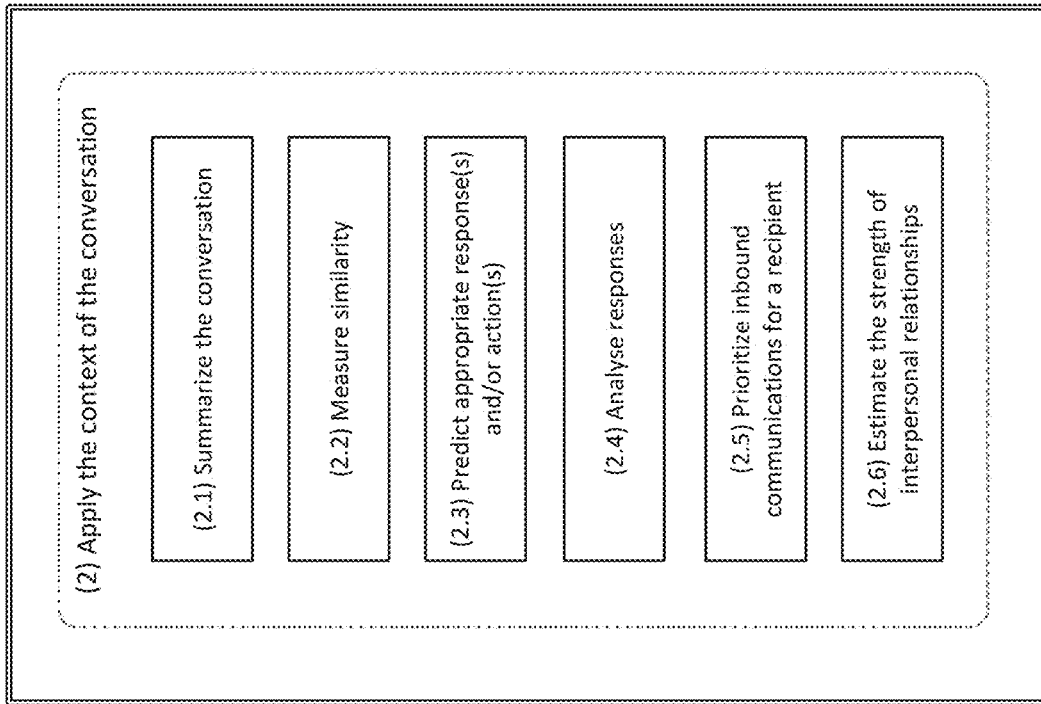 (2) Apply the context of the conversation
(2.1) Summarize the conversation
(2.2) Measure similarity
(2.3) Predict appropriate response(s)
and/or action(s)
(2.4) Analyse responses
(2.5) Prioritize inbound
communications for a recipient
(2.6) Estimate the strength of
interpersonal relationships